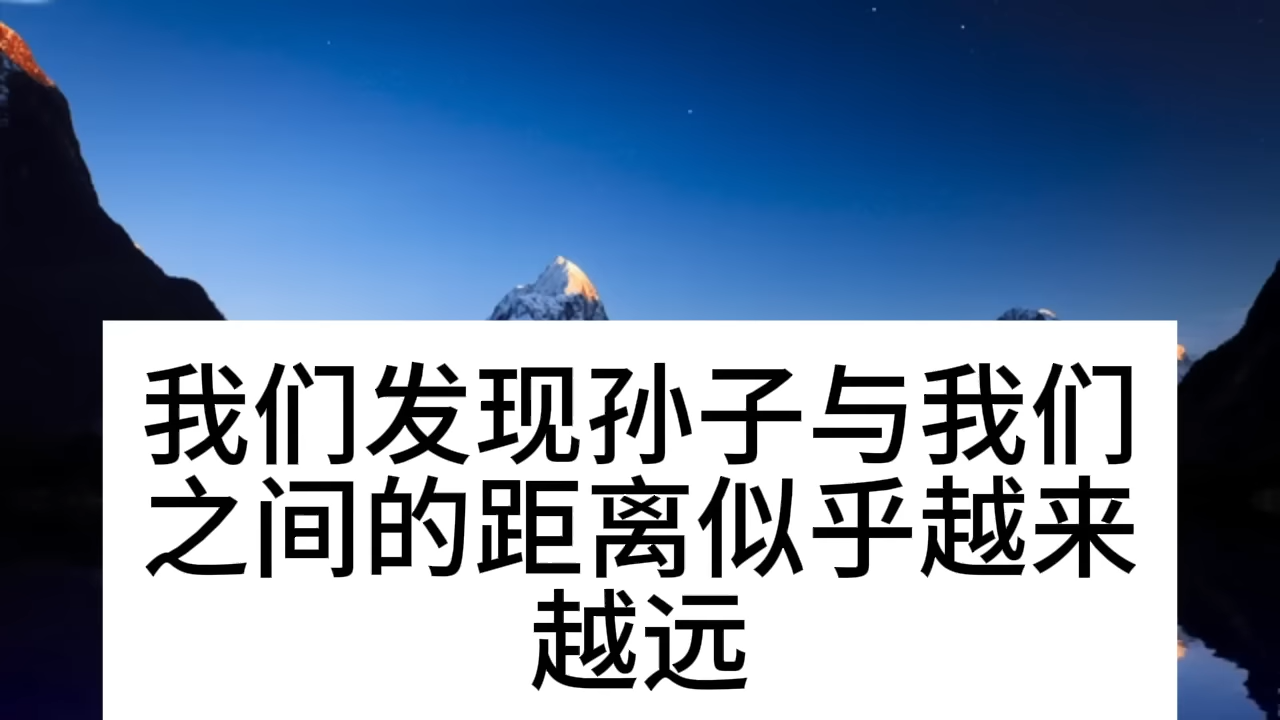 我们发现孙子与我们
之间的距离似乎越来
越远